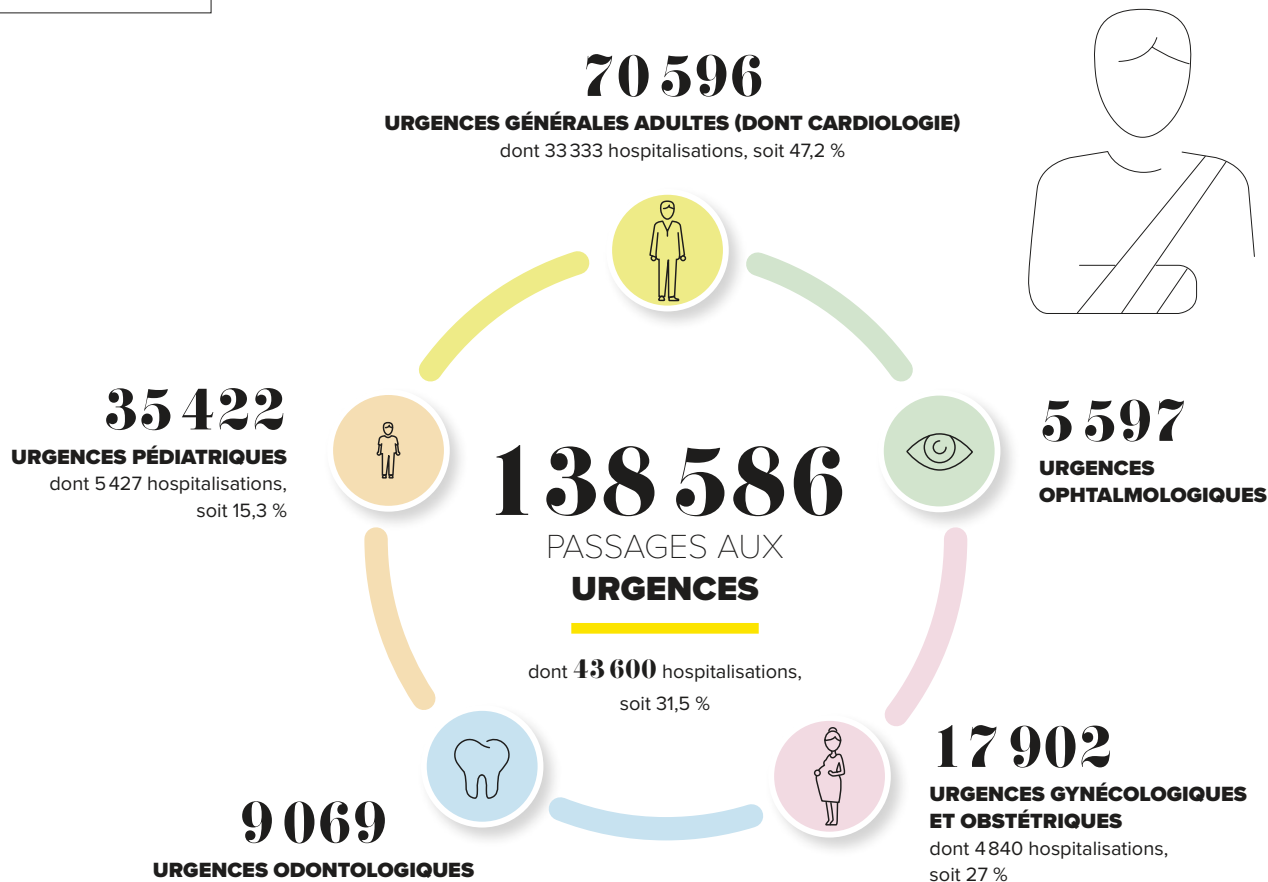 70 596
URGENCES GÉNÉRALES ADULTES (DONT CARDIOLOGIE)
dont 33 333 hospitalisations, soit 47,2 %
35 422
URGENCES PÉDIATRIQUES
dont 5 427 hospitalisations,
soit 15,3 %
138 586
PASSAGES AUX
URGENCES
dont 43 600 hospitalisations,
soit 31,5 %
5 597
URGENCES
OPHTALMOLOGIQUES
9 069
URGENCES ODONTOLOGIQUES
17 902
URGENCES GYNÉCOLOGIQUES
ET OBSTÉTRIQUES
dont 4 840 hospitalisations,
soit 27 %